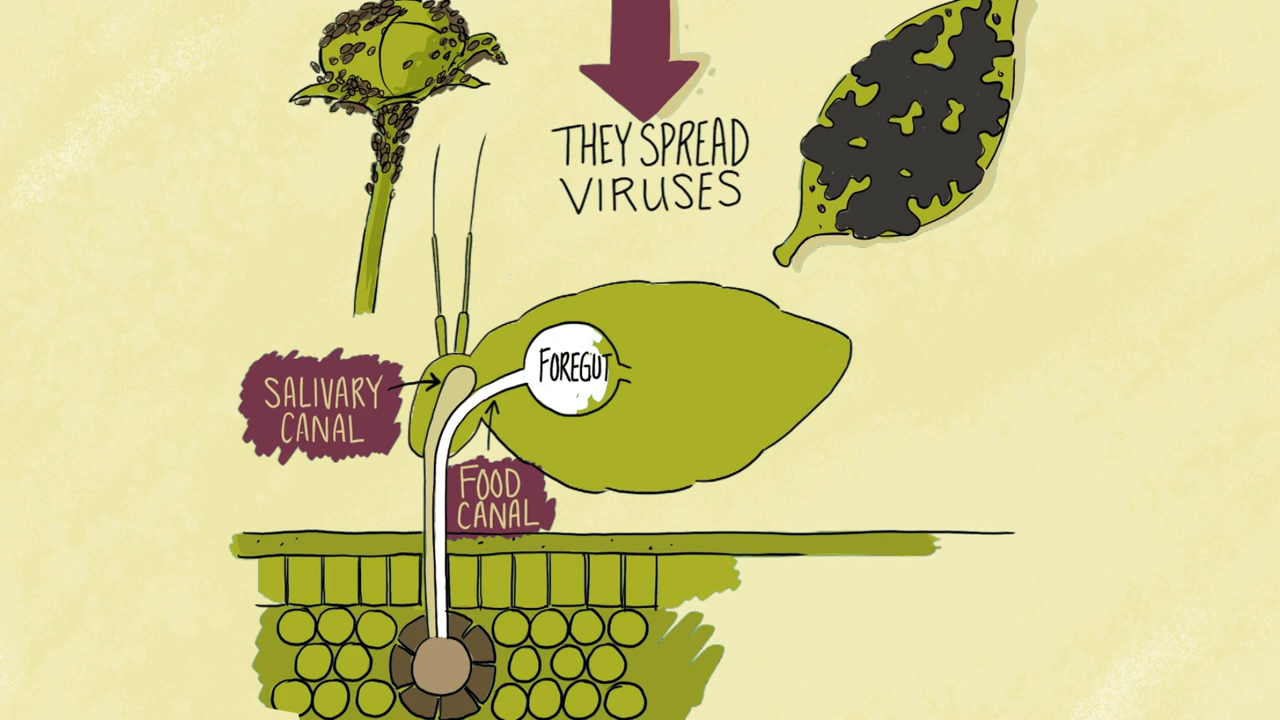 THEY SPREAD
VIRUSES
FOREGUT
SALIVARY
CANAL
FOOD
CANAL